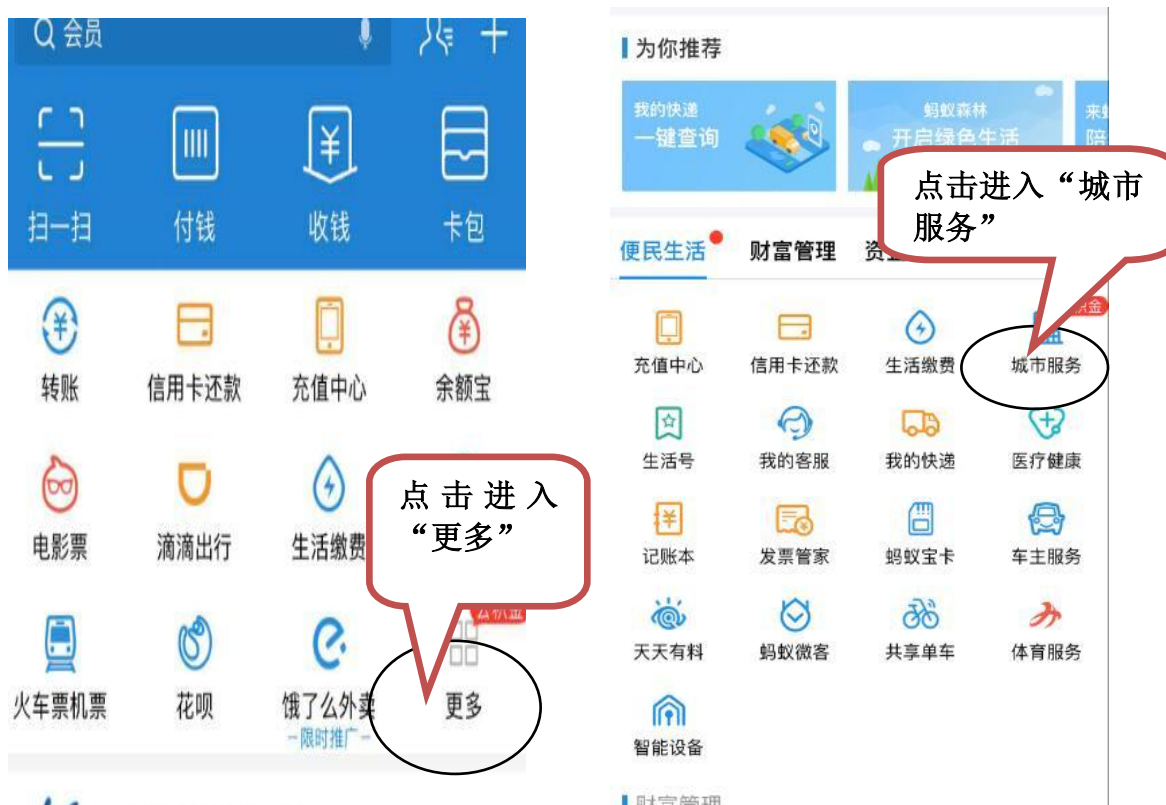 会员
扫一扫 付钱 收钱 卡包
转账 信用卡还款 充值中心 余额宝
电影票 滴滴出行 生活缴费
点击进入
“更多”
火车票机票 花呗 饿了么外卖 更多
限时推广
为你推荐
我的快递
一键查询
蚂蚁森林
开启绿色生活
点击进入“城市
服务”
便民生活 财富管理
充值中心 信用卡还款 生活缴费 城市服务
生活号 我的客服 我的快递 医疗健康
记账本 发票管家 蚂蚁宝卡 车主服务
天天有料 蚂蚁微客 共享单车 体育服务
智能设备
财富管理